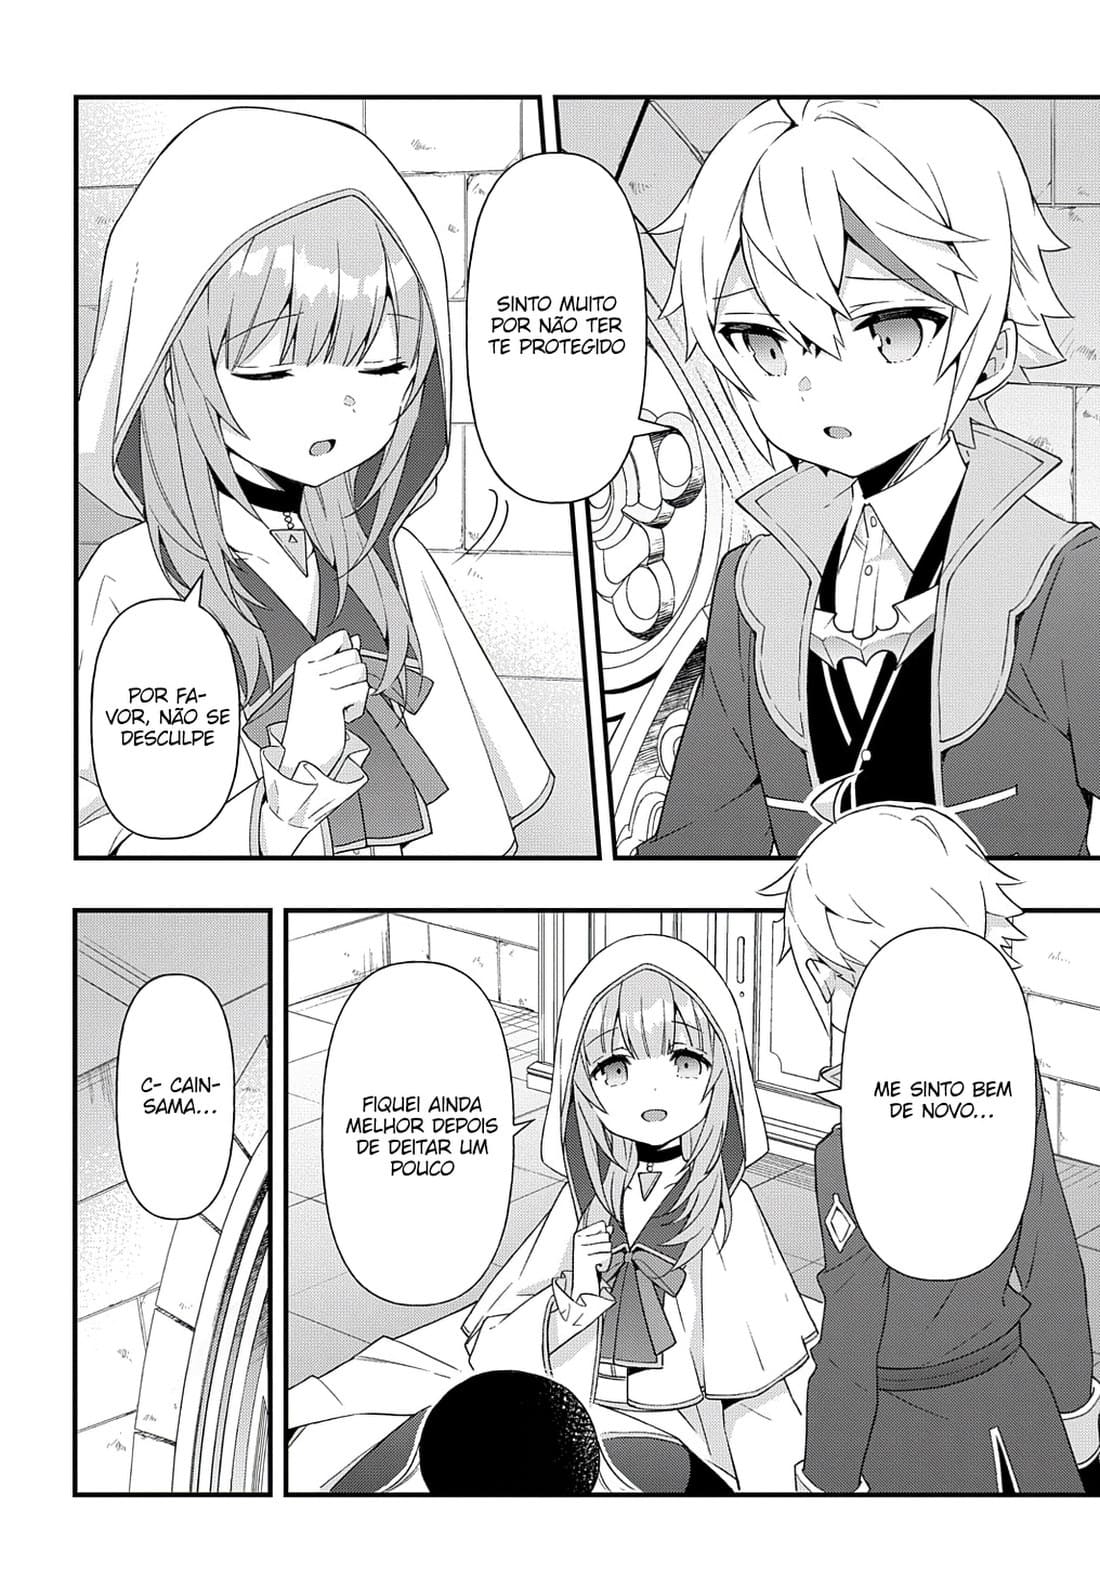 SINTO MUITO
POR NÃO TER
TE PROTEGIDO
POR FA-
VOR, NÃO SE
DESCULPE
ME SINTO BEM
DE NOVO...
FIQUEI AINDA
MELHOR DEPOIS
DE DEITAR UM
POUCO
C- CAIN-
SAMA...